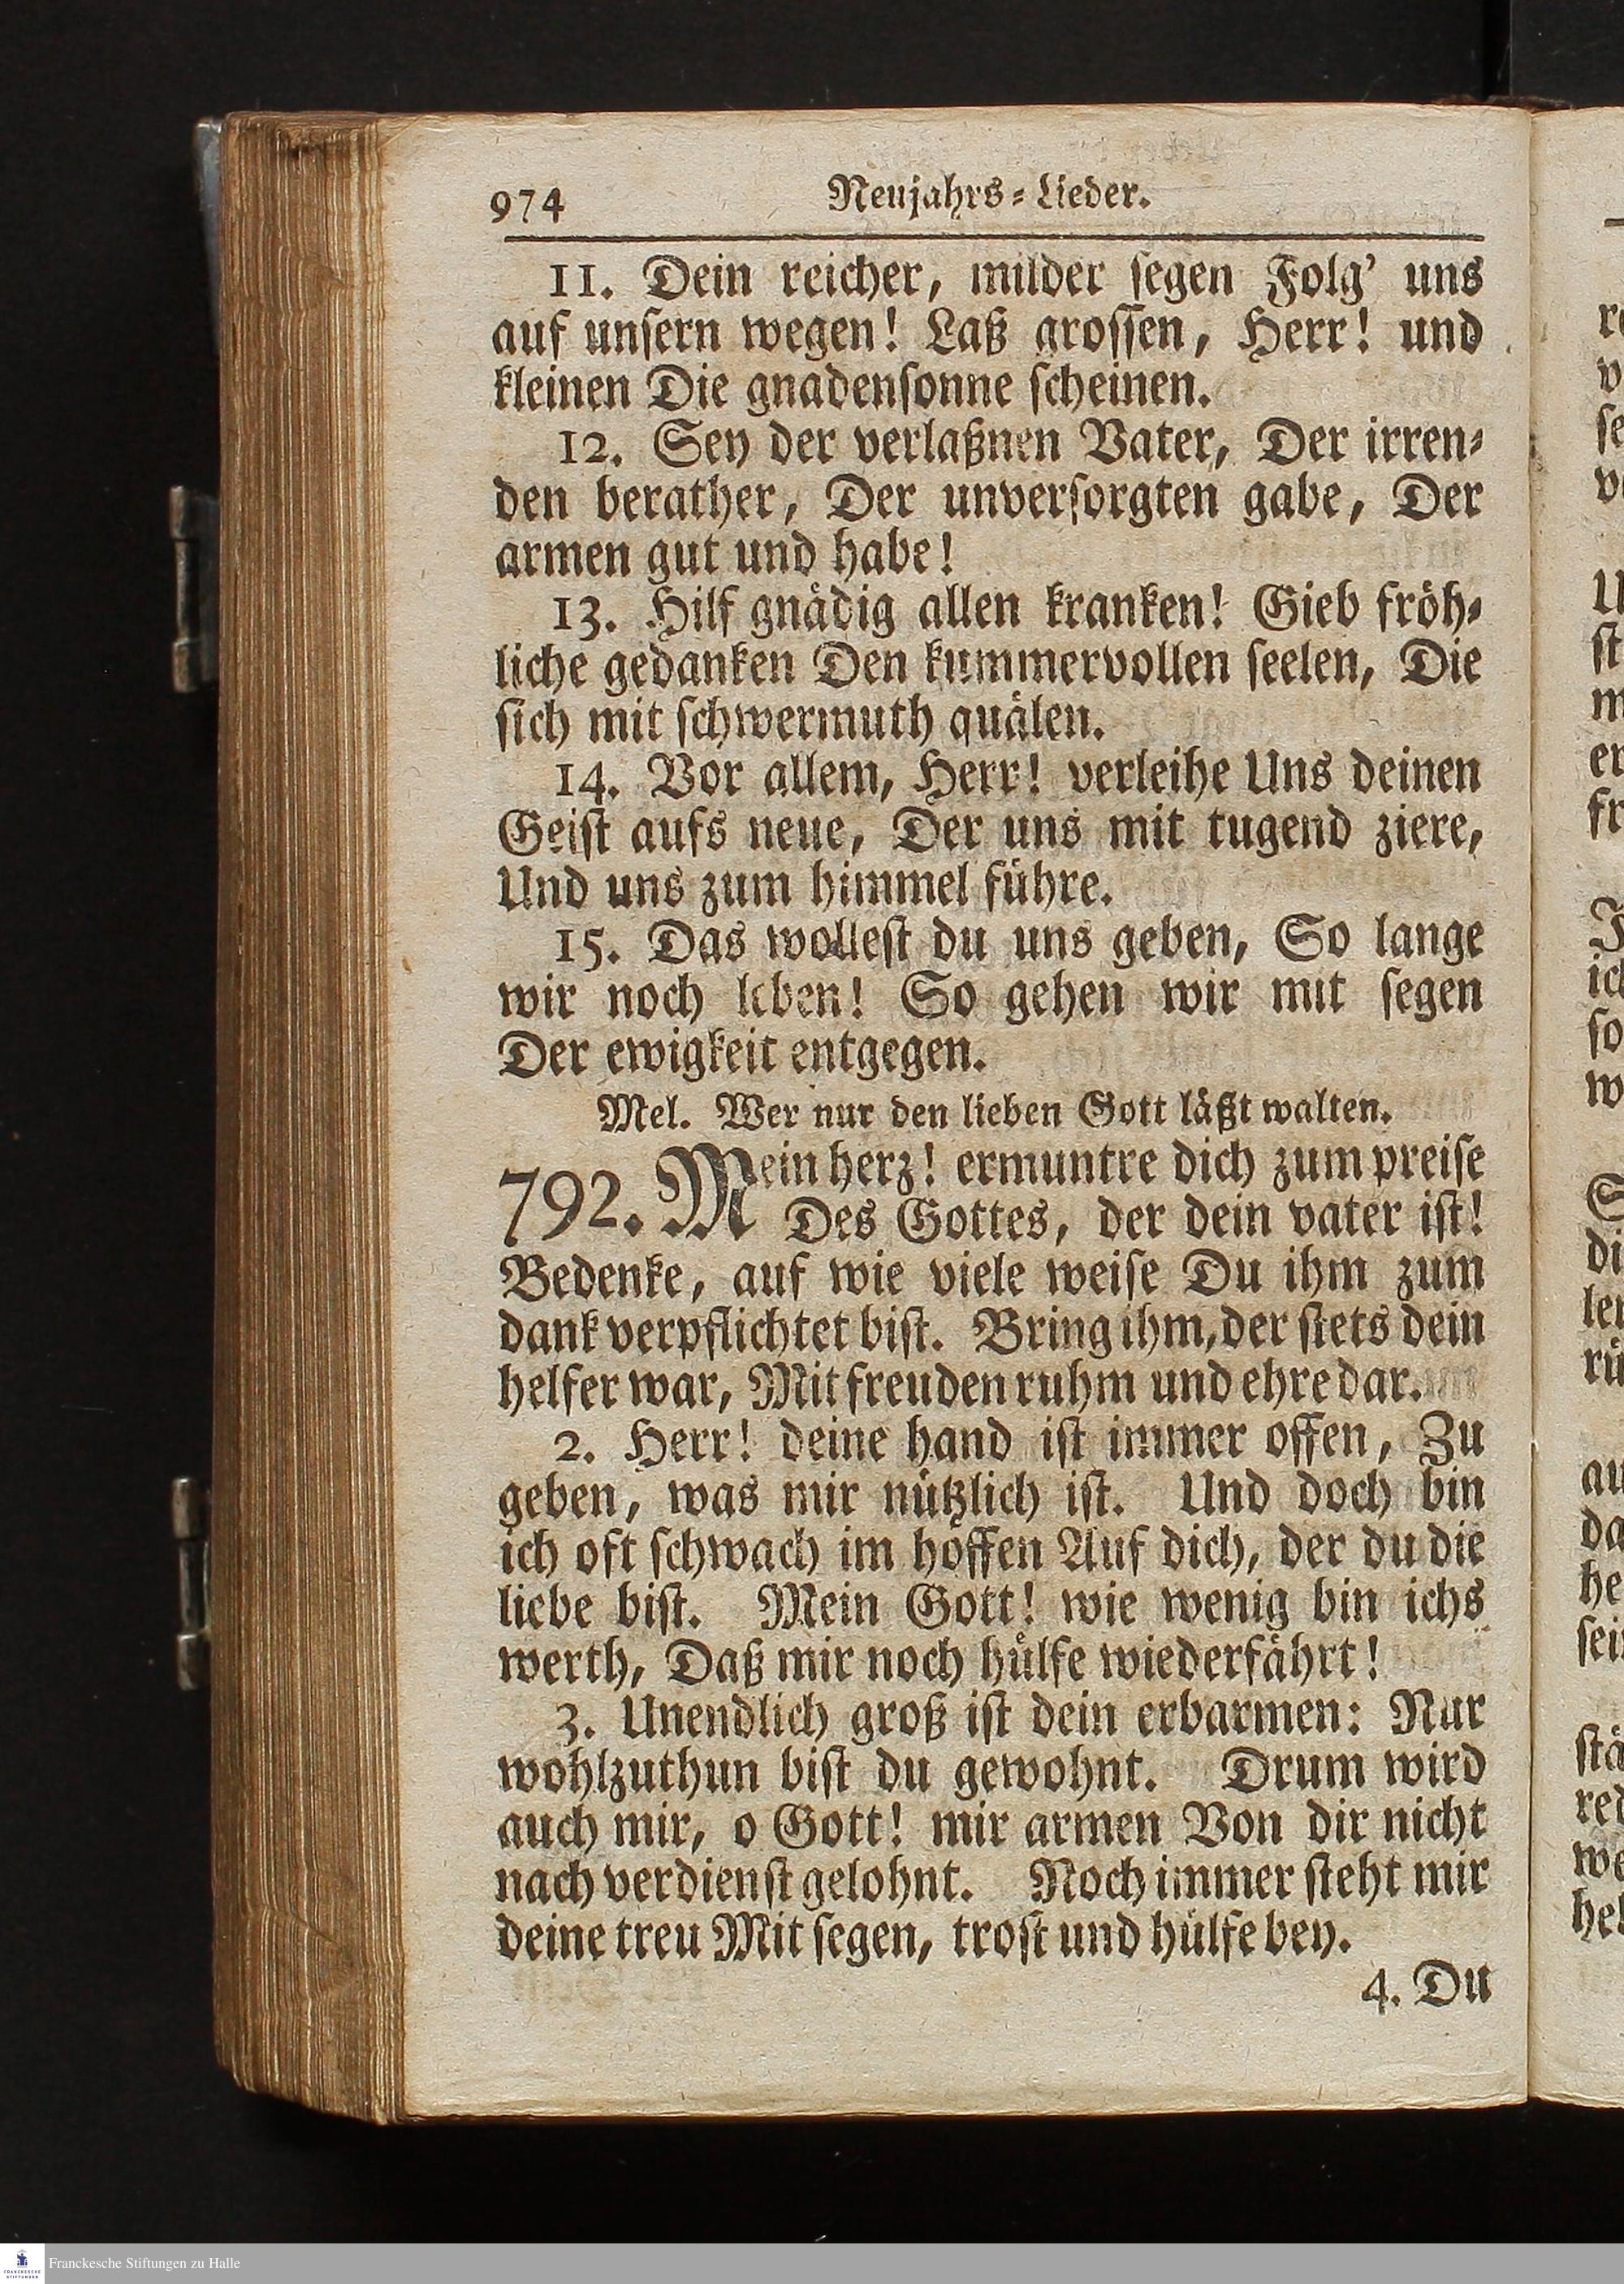 974 Neujahrs-Lieder.
11. Dein reicher, milder ſegen Folg' uns
auf unſern wegen! Laß groſſen, Herr! und
kleinen Die gnadenſonne ſcheinen.
12. Sey der verlaßnen Vater, Der irren-
den berather, Der unverſorgten gabe, Der
armen gut und habe!
13. Hilf gnädig allen kranken! Gieb fröh-
liche gedanken Den kummervollen ſeelen, Die
ſich mit ſchwermuth quälen.
14. Vor allem, Herr! verleihe Uns deinen
Geiſt aufs neue, Der uns mit tugend ziere,
Und uns zum himmel führe.
15. Das wolleſt du uns geben, So lange
wir noch leben! So gehen wir mit ſegen
Der ewigkeit entgegen.
Mel. Wer nur den lieben Gott läßt walten.
792. Mein herz! ermuntre dich zum preiſe
Des Gottes, der dein vater iſt!
Bedenke, auf wie viele weiſe Du ihm zum
dank verpflichtet biſt. Bring ihm, der ſtets dein
helfer war, Mit freuden ruhm und ehre dar.
2. Herr! deine hand iſt immer offen, Zu
geben, was mir nützlich iſt. Und doch bin
ich oft ſchwach im hoffen Auf dich, der du die
liebe biſt. Mein Gott! wie wenig bin ichs
werth, Daß mir noch hülfe wiederfährt!
3. Unendlich groß iſt dein erbarmen: Nur
wohlzuthun biſt du gewohnt. Drum wird
auch mir, o Gott! mir armen Von dir nicht
nach verdienſt gelohnt. Noch immer ſteht mir
deine treu Mit ſegen, troſt und hülfe bey.
4. Du
Franckesche Stiftungen zu Halle